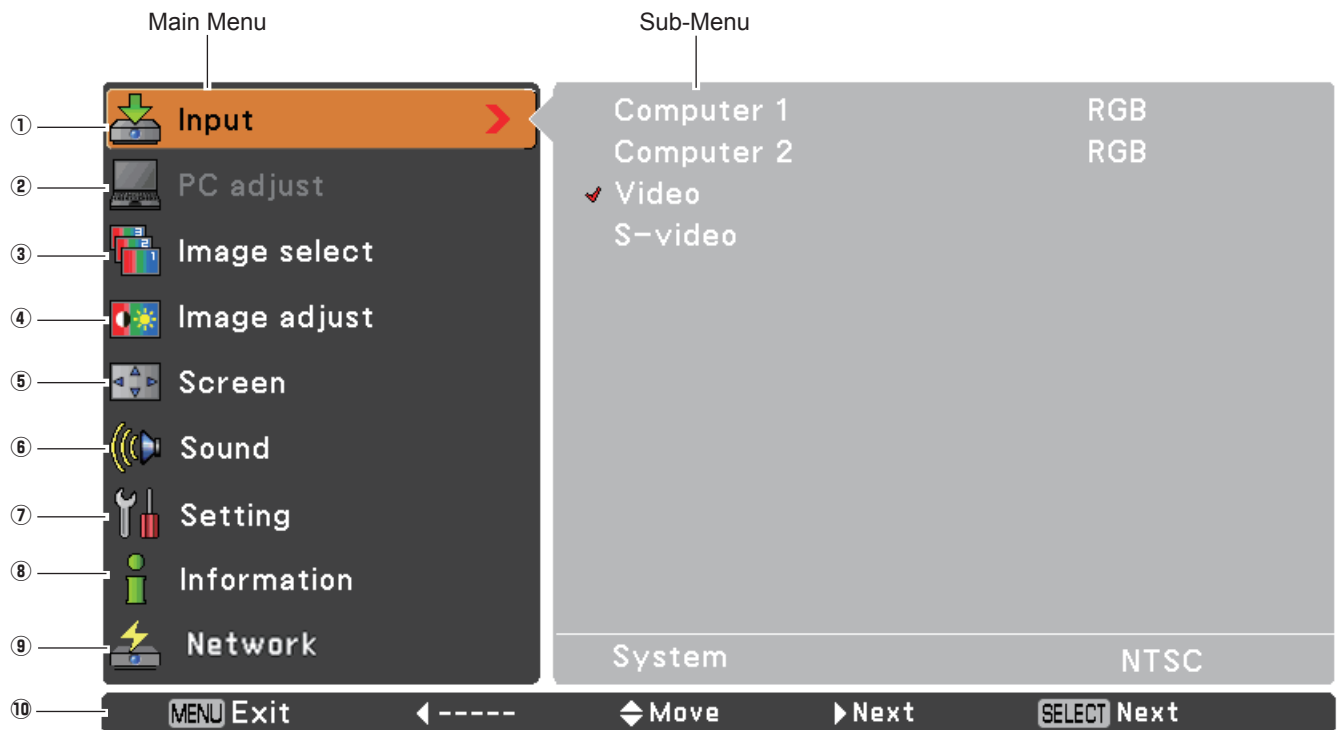 Main Menu Sub-Menu
① Input Computer 1 RGB
Computer 2 RGB
② PC adjust Video
S-video
③ Image select
④ Image adjust
⑤ Screen
⑥ Sound
⑦ Setting
⑧ Information
⑨ Network System NTSC
⑩ MENU Exit ----- Move Next SELECT Next